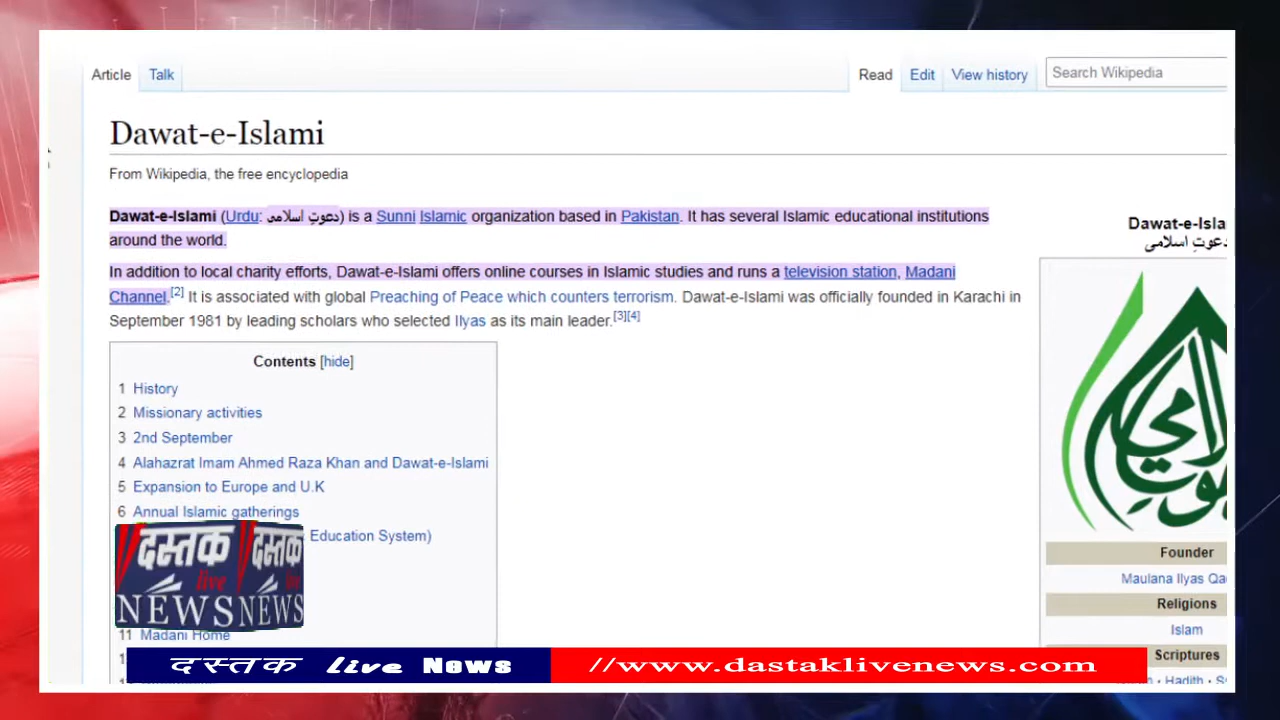 Article Talk Read Edit View history Search Wikipedia
Dawat-e-Islami
From Wikipedia, the free encyclopedia
Dawat-e-Islami (Urdu: دعوتِ اسلامی) is a Sunni Islamic organization based in Pakistan. It has several Islamic educational institutions
around the world.
In addition to local charity efforts, Dawat-e-Islami offers online courses in Islamic studies and runs a television station, Madani
Channel.[2] It is associated with global Preaching of Peace which counters terrorism. Dawat-e-Islami was officially founded in Karachi in
September 1981 by leading scholars who selected Ilyas as its main leader.[3][4]
Contents [hide]
1 History
2 Missionary activities
3 2nd September
4 Alahazrat Imam Ahmed Raza Khan and Dawat-e-Islami
5 Expansion to Europe and U.K
6 Annual Islamic gatherings
Education System)
11 Madani Home
Dawat-e-Isla
دعوتِ اسلامی
Founder
Maulana Ilyas Qa
Religions
Islam
Scriptures
Hadith
दस्तक live NEWS
दस्तक live NEWS
दस्तक live News //www.dastaklivenews.com